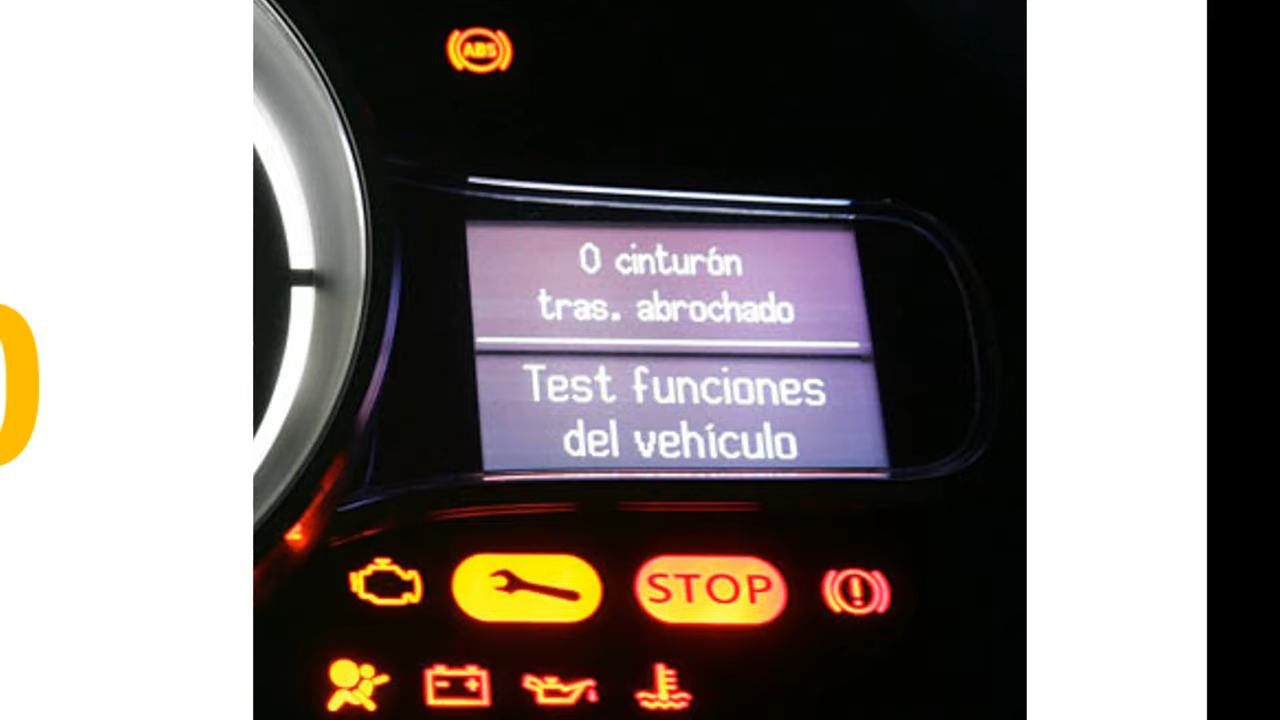 ABS
0 cinturón
tras. abrochado
Test funciones
del vehículo
STOP